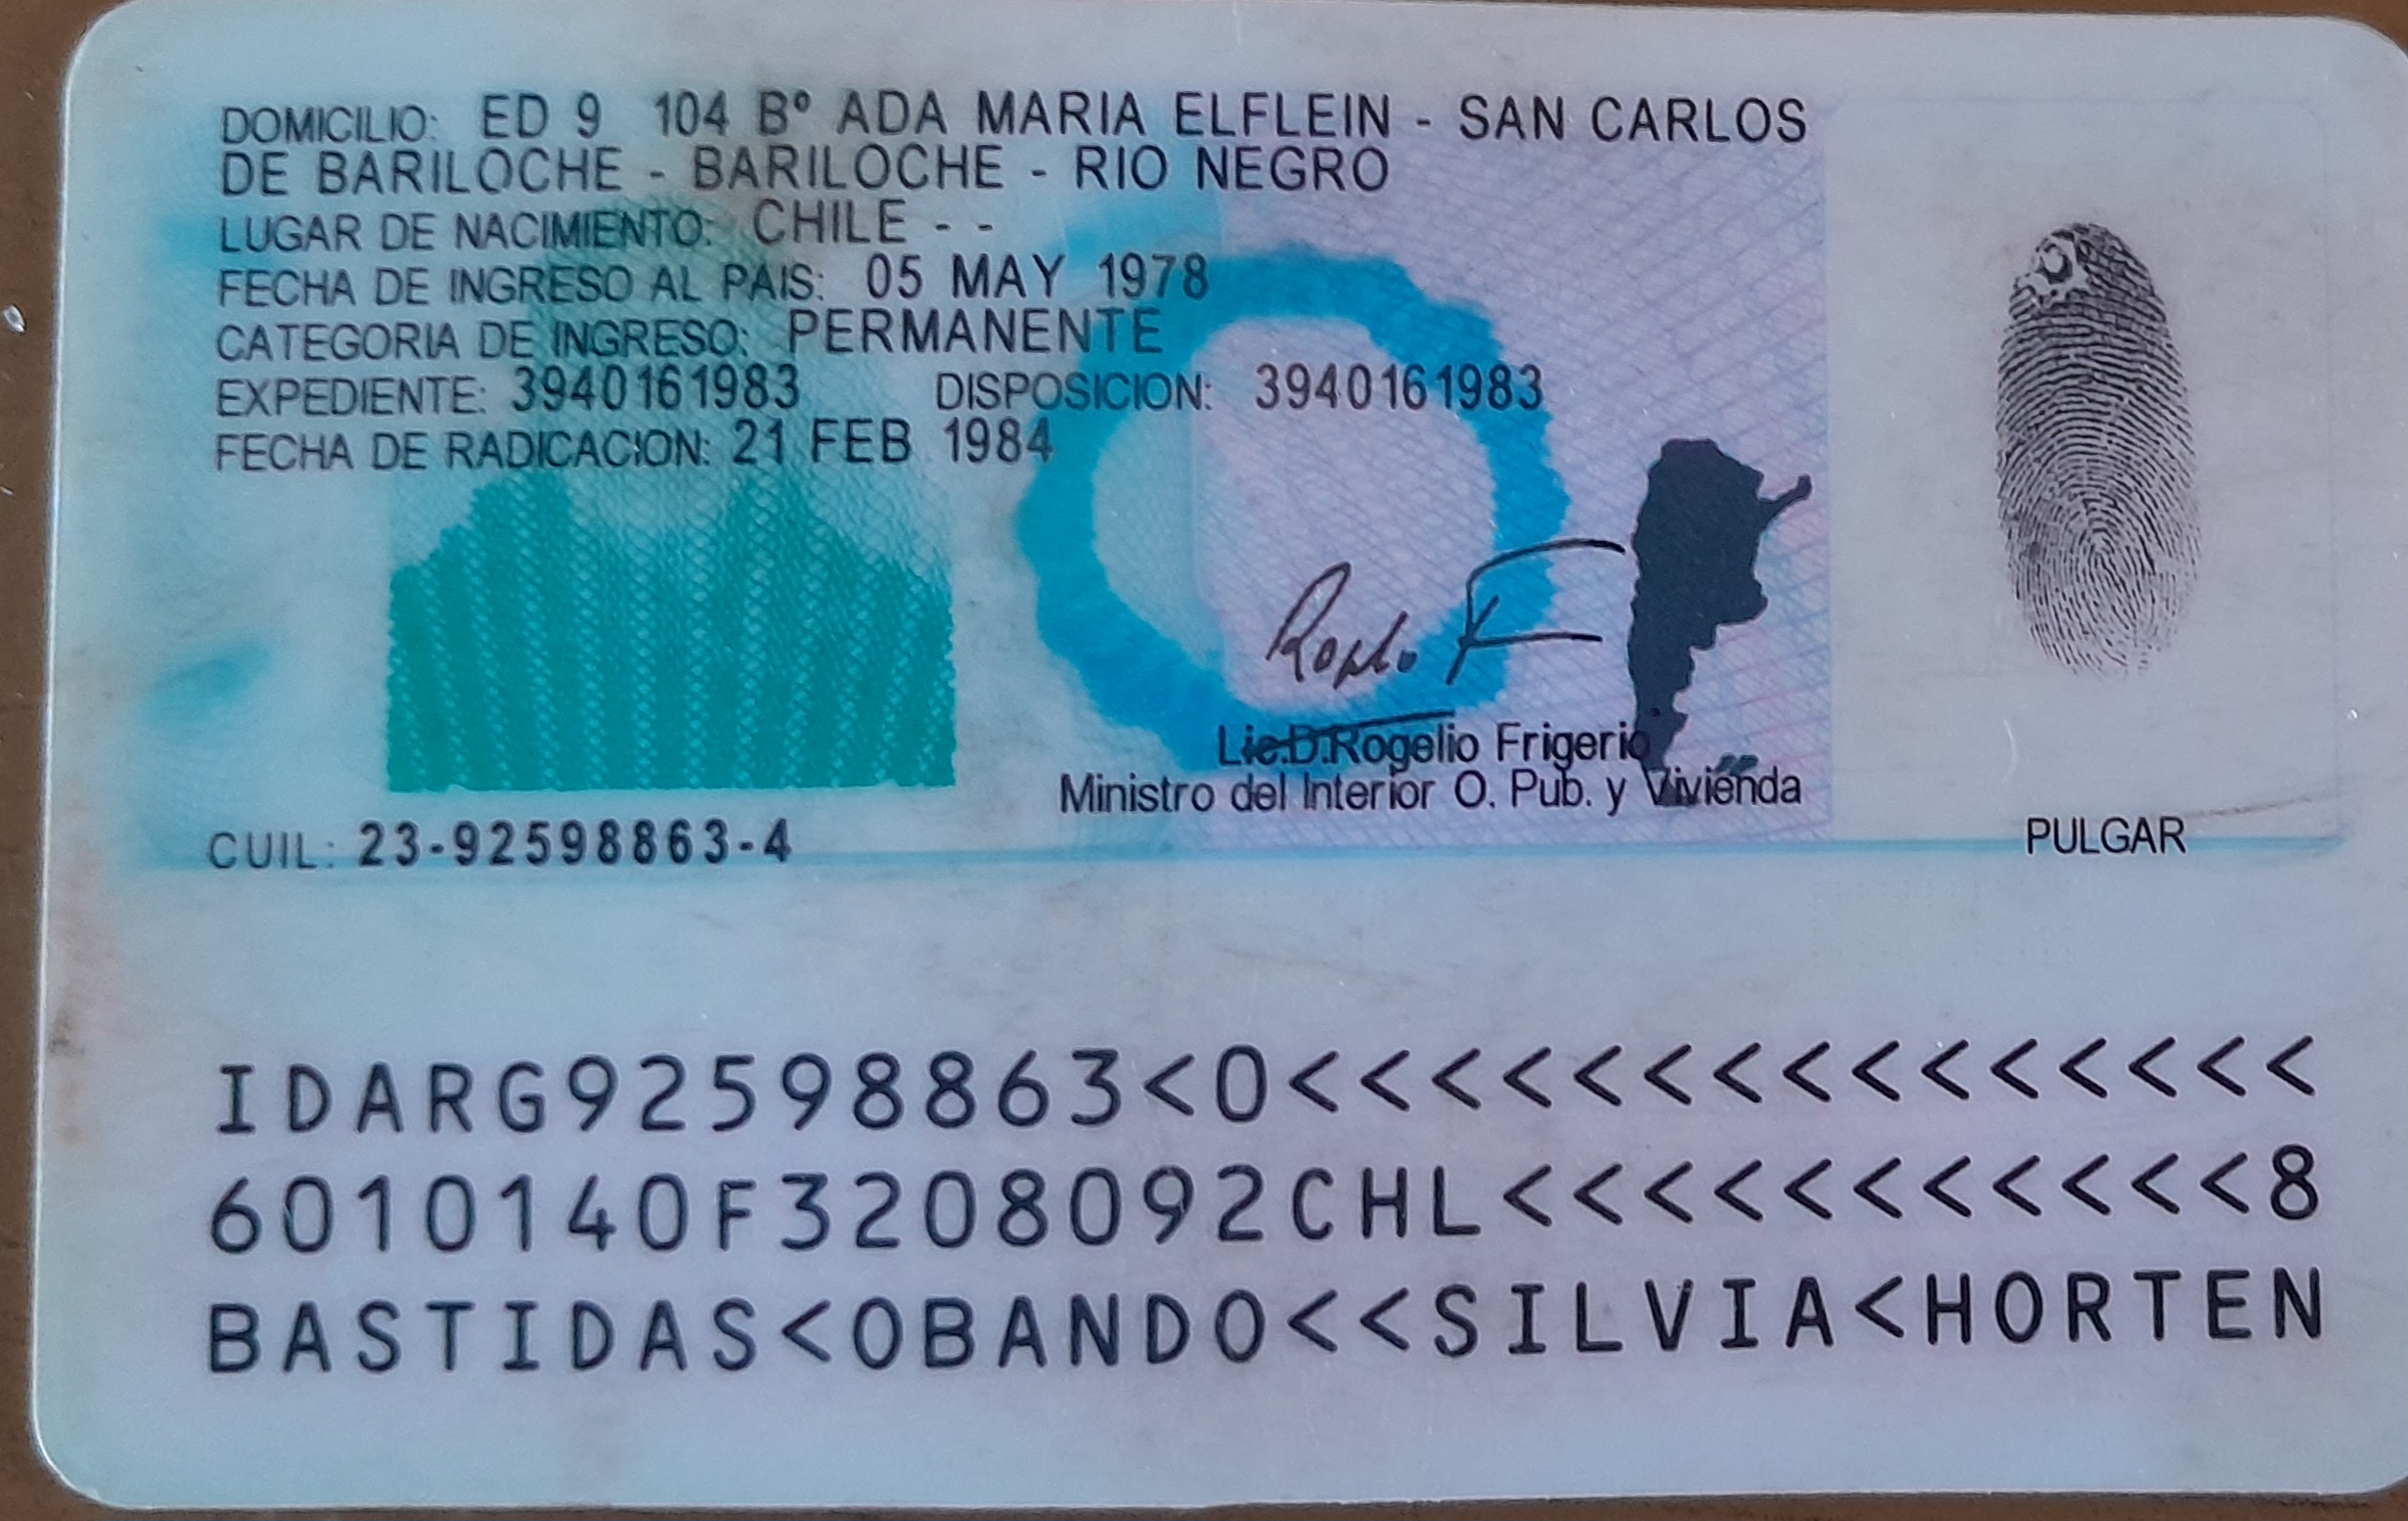 DOMICILIO: ED 9 104 Bº ADA MARIA ELFLEIN - SAN CARLOS
DE BARILOCHE - BARILOCHE - RIO NEGRO
LUGAR DE NACIMIENTO: CHILE - -
FECHA DE INGRESO AL PAIS: 05 MAY 1978
CATEGORIA DE INGRESO: PERMANENTE
EXPEDIENTE: 3940161983 DISPOSICION: 3940161983
FECHA DE RADICACION: 21 FEB 1984
Lic.D.Rogelio Frigerio
Ministro del Interior O. Pub. y Vivienda
CUIL: 23-92598863-4
PULGAR
IDARG92598863<0<<<<<<<<<<<<<<<
6010140F3208092CHL<<<<<<<<<<<8
BASTIDAS<OBANDO<<SILVIA<HORTEN